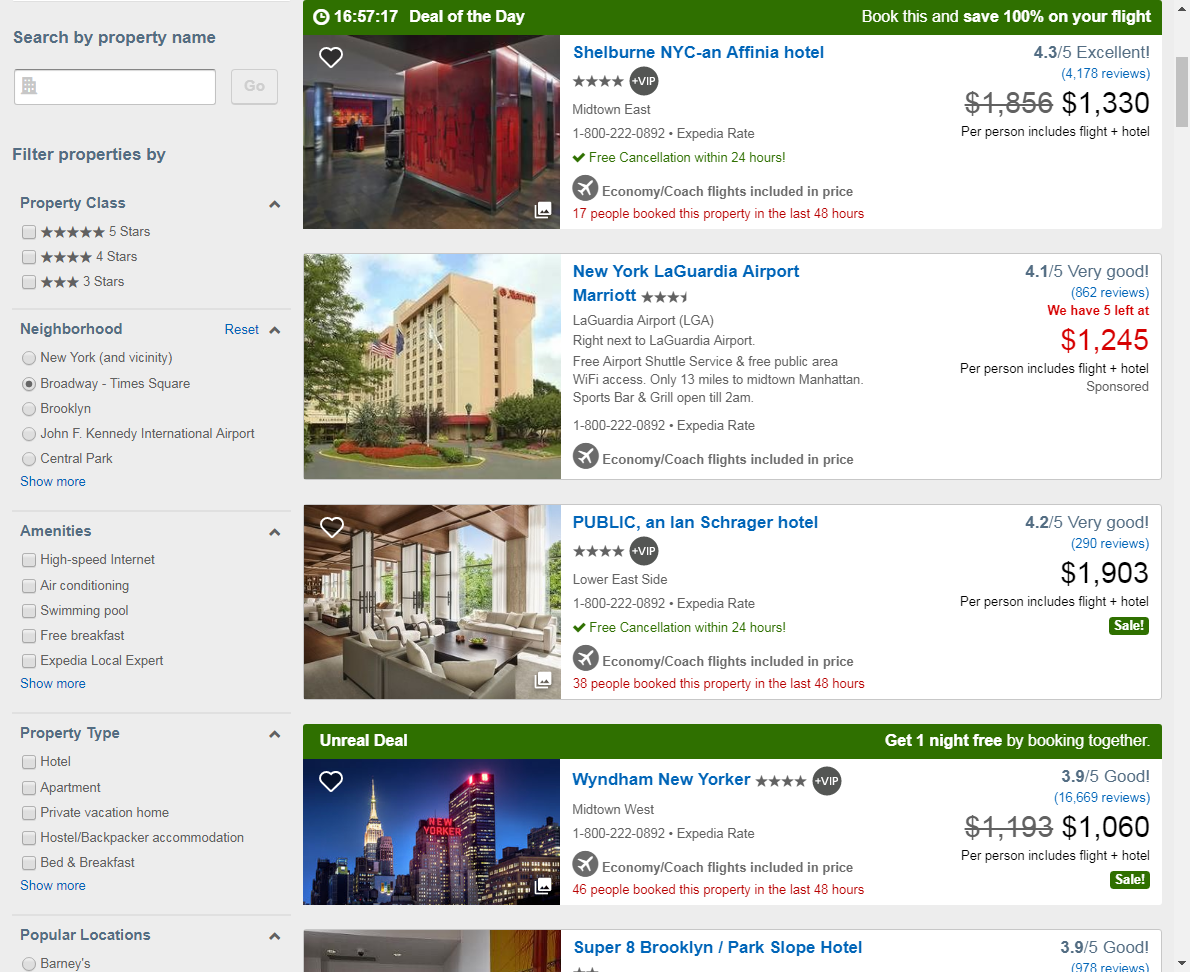 Search by property name
Go
Filter properties by
Property Class
★★★★★ 5 Stars
★★★★ 4 Stars
★★★ 3 Stars
Neighborhood Reset
New York (and vicinity)
Broadway - Times Square
Brooklyn
John F. Kennedy International Airport
Central Park
Show more
Amenities
High-speed Internet
Air conditioning
Swimming pool
Free breakfast
Expedia Local Expert
Show more
Property Type
Hotel
Apartment
Private vacation home
Hostel/Backpacker accommodation
Bed & Breakfast
Show more
Popular Locations
Barney's
16:57:17 Deal of the Day Book this and save 100% on your flight
Shelburne NYC-an Affinia hotel
★★★★ +VIP
Midtown East
1-800-222-0892 • Expedia Rate
✔ Free Cancellation within 24 hours!
Economy/Coach flights included in price
17 people booked this property in the last 48 hours
4.3/5 Excellent!
(4,178 reviews)
$1,856 $1,330
Per person includes flight + hotel
Marriott
New York LaGuardia Airport
Marriott
LaGuardia Airport (LGA)
Right next to LaGuardia Airport.
Free Airport Shuttle Service & free public area
WiFi access. Only 13 miles to midtown Manhattan.
Sports Bar & Grill open till 2am.
1-800-222-0892 • Expedia Rate
Economy/Coach flights included in price
4.1/5 Very good!
(862 reviews)
We have 5 left at
$1,245
Per person includes flight + hotel
Sponsored
PUBLIC, an Ian Schrager hotel
★★★★ +VIP
Lower East Side
1-800-222-0892 • Expedia Rate
✔ Free Cancellation within 24 hours!
Economy/Coach flights included in price
38 people booked this property in the last 48 hours
4.2/5 Very good!
(290 reviews)
$1,903
Per person includes flight + hotel
Sale!
Unreal Deal Get 1 night free by booking together.
NEW
YORKER
Wyndham New Yorker ★★★★ +VIP
Midtown West
1-800-222-0892 • Expedia Rate
Economy/Coach flights included in price
46 people booked this property in the last 48 hours
3.9/5 Good!
(16,669 reviews)
$1,193 $1,060
Per person includes flight + hotel
Sale!
Super 8 Brooklyn / Park Slope Hotel
3.9/5 Good!
(978 reviews)